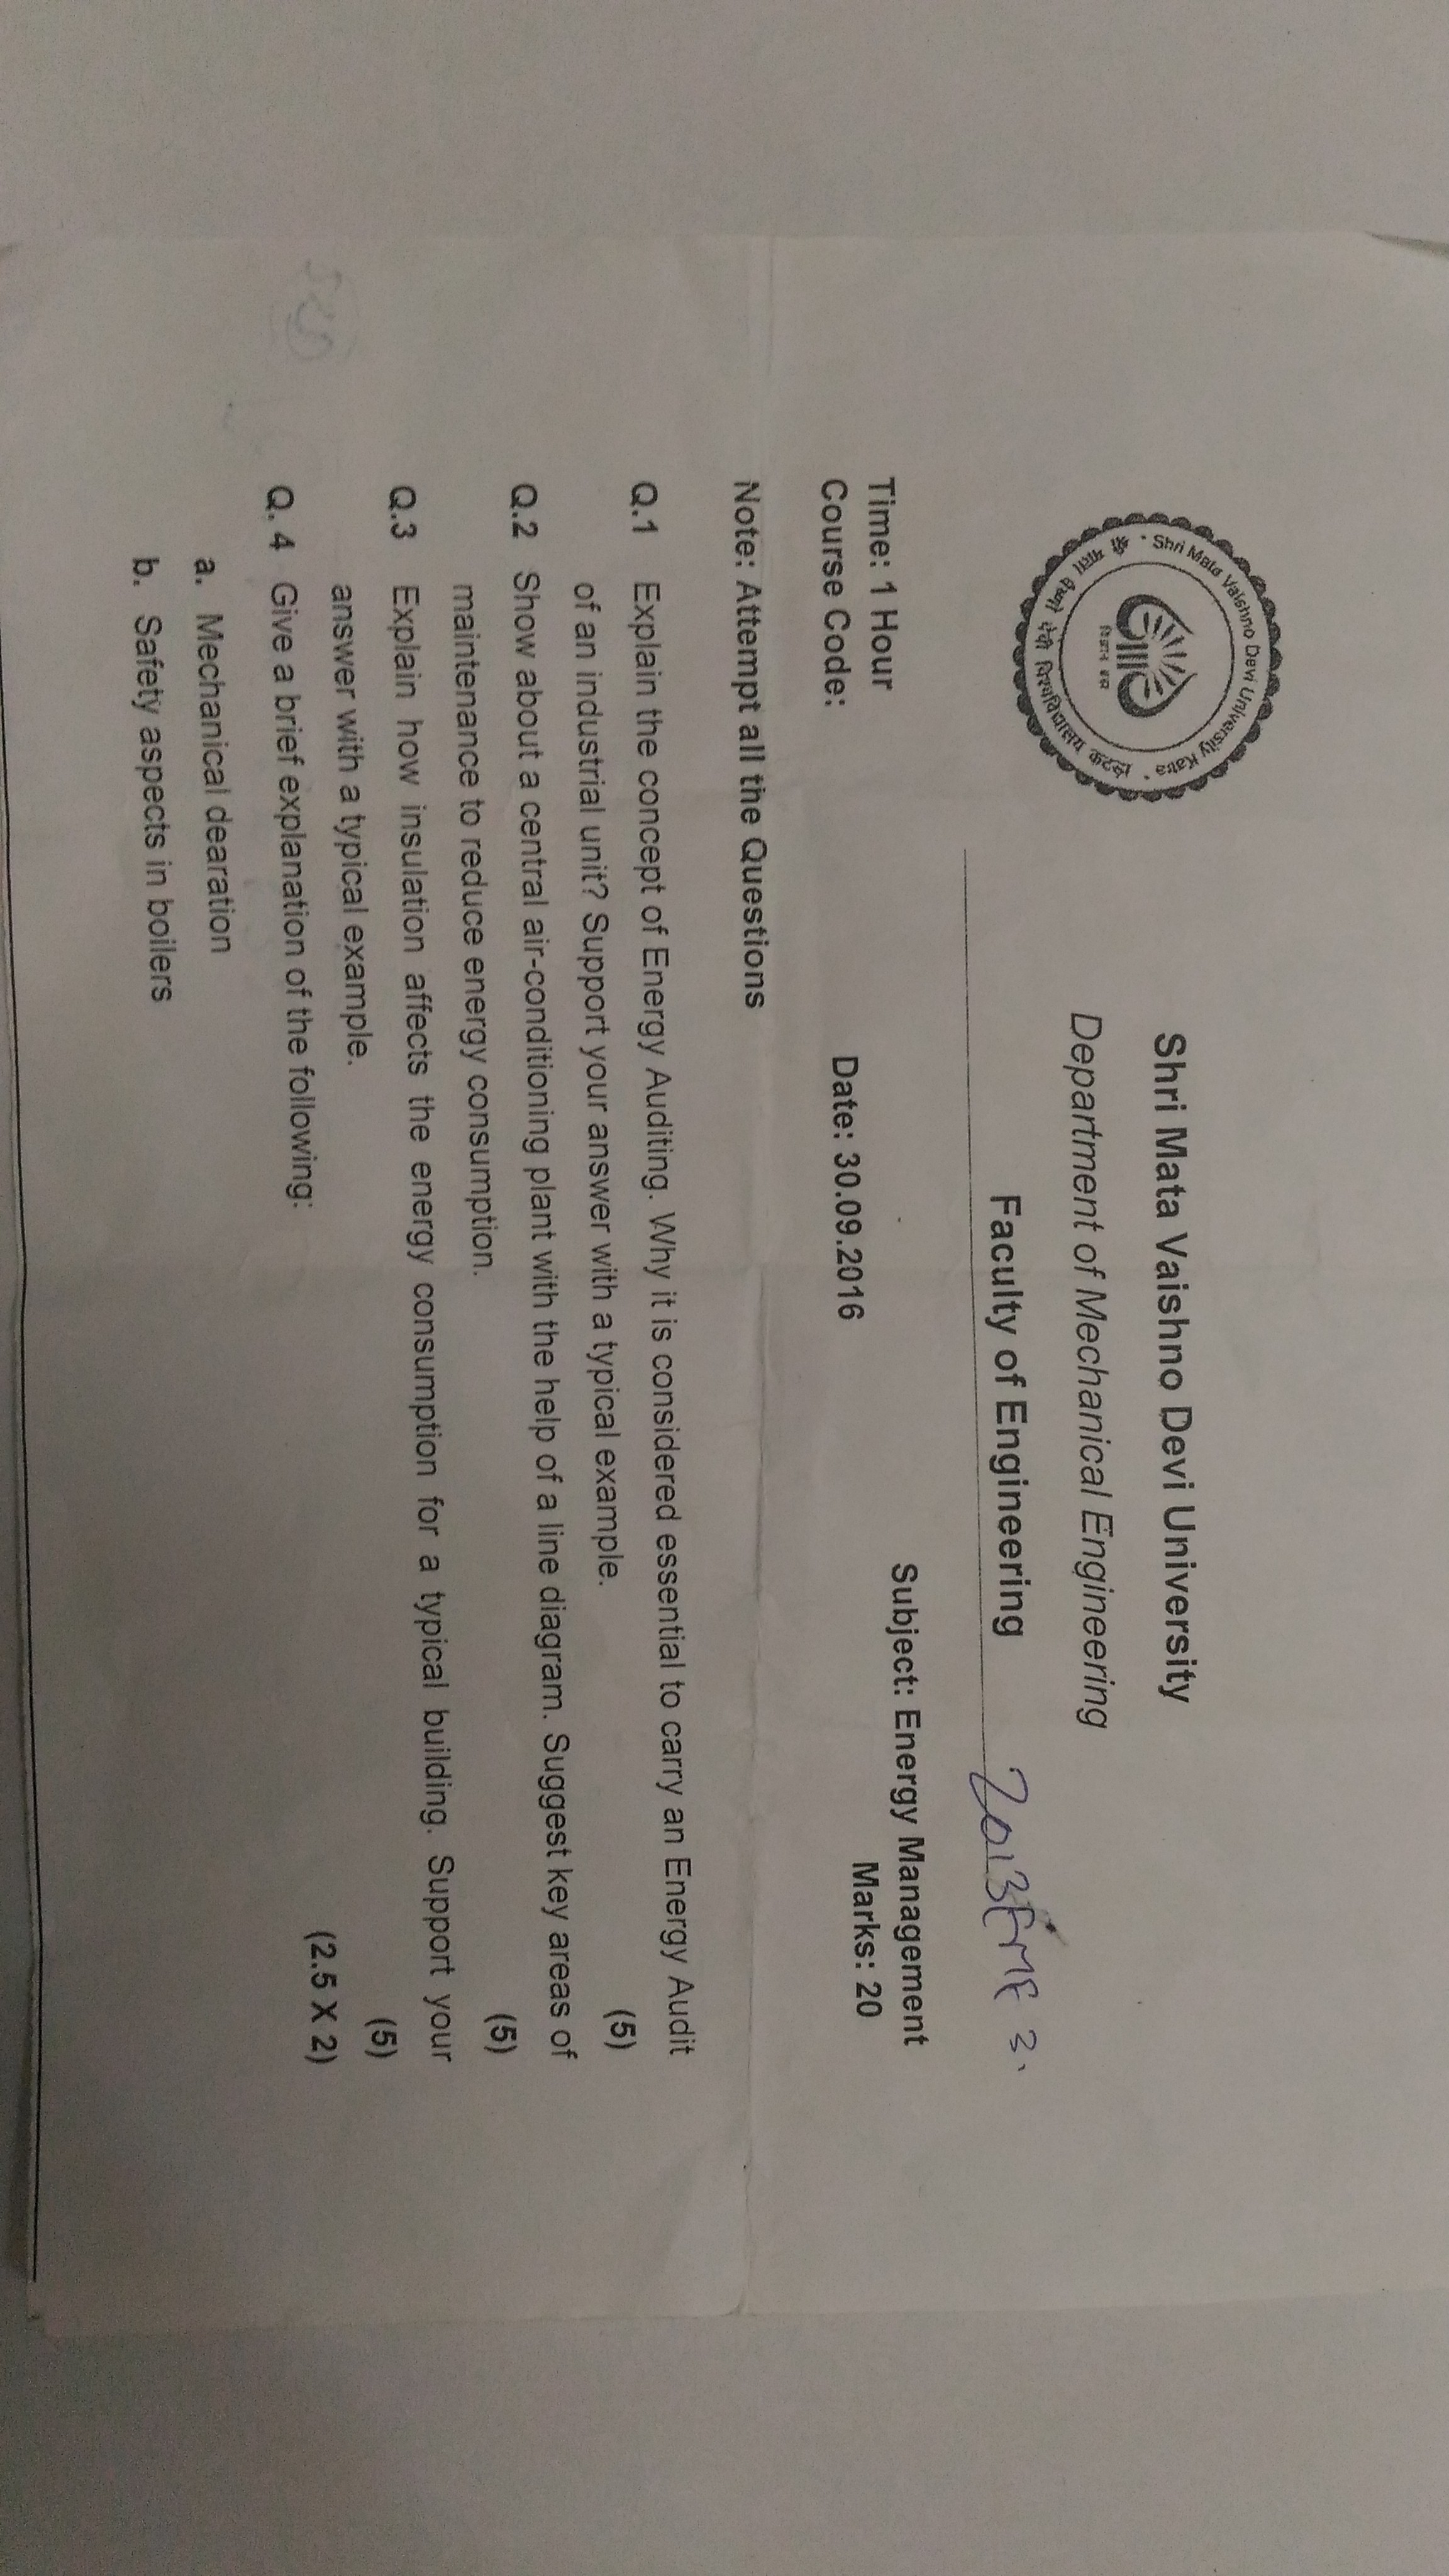 Shri Mata Vaishno Devi University Katra
श्री माता वैष्णो देवी विश्वविद्यालय कटरा
Shri Mata Vaishno Devi University
Department of Mechanical Engineering
Faculty of Engineering
Subject: Energy Management
Time: 1 Hour
Marks: 20
Course Code:
Date: 30.09.2016
Note: Attempt all the Questions
Q.1 Explain the concept of Energy Auditing. Why it is considered essential to carry an Energy Audit
of an industrial unit? Support your answer with a typical example. (5)
Q.2 Show about a central air-conditioning plant with the help of a line diagram. Suggest key areas of
maintenance to reduce energy consumption. (5)
Q.3 Explain how insulation affects the energy consumption for a typical building. Support your
answer with a typical example. (5)
Q. 4 Give a brief explanation of the following: (2.5 X 2)
a. Mechanical dearation
b. Safety aspects in boilers